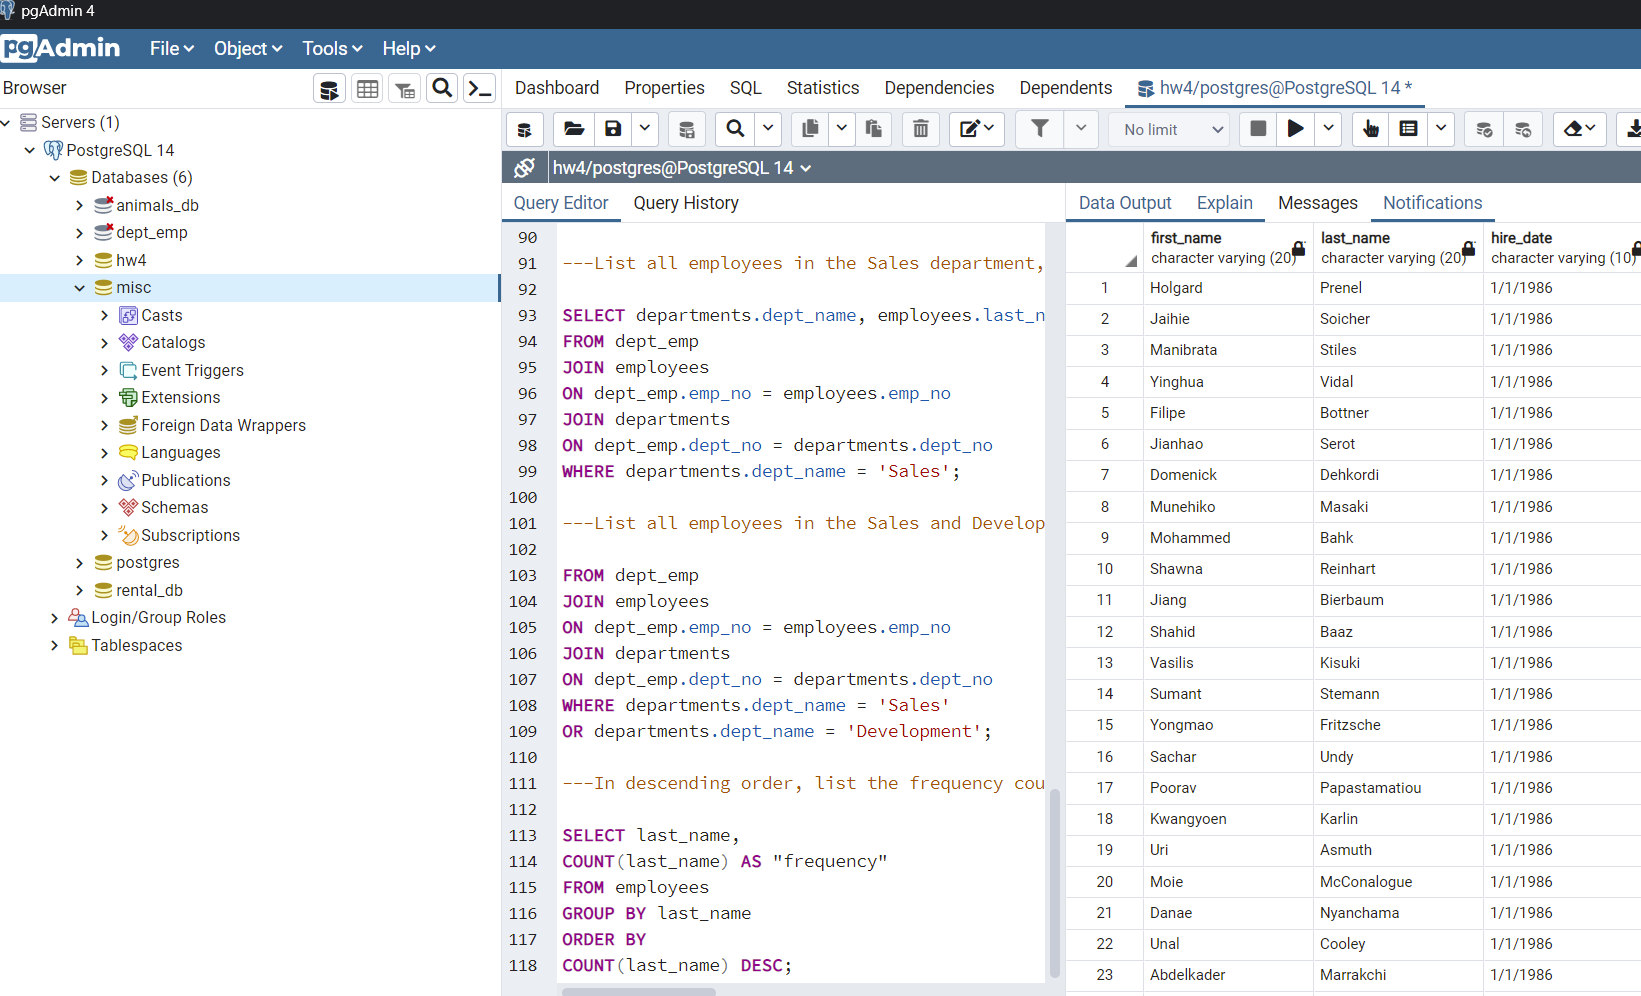 pgAdmin 4
pgAdmin File Object Tools Help
Browser
Servers (1)
PostgreSQL 14
Databases (6)
animals_db
dept_emp
hw4
misc
Casts
Catalogs
Event Triggers
Extensions
Foreign Data Wrappers
Languages
Publications
Schemas
Subscriptions
postgres
rental_db
Login/Group Roles
Tablespaces
Dashboard Properties SQL Statistics Dependencies Dependents hw4/postgres@PostgreSQL 14 *
No limit
hw4/postgres@PostgreSQL 14
Query Editor Query History
90
91 ---List all employees in the Sales department,
92
93 SELECT departments.dept_name, employees.last_n
94 FROM dept_emp
95 JOIN employees
96 ON dept_emp.emp_no = employees.emp_no
97 JOIN departments
98 ON dept_emp.dept_no = departments.dept_no
99 WHERE departments.dept_name = 'Sales';
100
101 ---List all employees in the Sales and Develop
102
103 FROM dept_emp
104 JOIN employees
105 ON dept_emp.emp_no = employees.emp_no
106 JOIN departments
107 ON dept_emp.dept_no = departments.dept_no
108 WHERE departments.dept_name = 'Sales'
109 OR departments.dept_name = 'Development';
110
111 ---In descending order, list the frequency cou
112
113 SELECT last_name,
114 COUNT(last_name) AS "frequency"
115 FROM employees
116 GROUP BY last_name
117 ORDER BY
118 COUNT(last_name) DESC;
Data Output Explain Messages Notifications
first_name last_name hire_date
character varying (20) character varying (20) character varying (10)
1 Holgard Prenel 1/1/1986
2 Jaihie Soicher 1/1/1986
3 Manibrata Stiles 1/1/1986
4 Yinghua Vidal 1/1/1986
5 Filipe Bottner 1/1/1986
6 Jianhao Serot 1/1/1986
7 Domenick Dehkordi 1/1/1986
8 Munehiko Masaki 1/1/1986
9 Mohammed Bahk 1/1/1986
10 Shawna Reinhart 1/1/1986
11 Jiang Bierbaum 1/1/1986
12 Shahid Baaz 1/1/1986
13 Vasilis Kisuki 1/1/1986
14 Sumant Stemann 1/1/1986
15 Yongmao Fritzsche 1/1/1986
16 Sachar Undy 1/1/1986
17 Poorav Papastamatiou 1/1/1986
18 Kwangyoen Karlin 1/1/1986
19 Uri Asmuth 1/1/1986
20 Moie McConalogue 1/1/1986
21 Danae Nyanchama 1/1/1986
22 Unal Cooley 1/1/1986
23 Abdelkader Marrakchi 1/1/1986